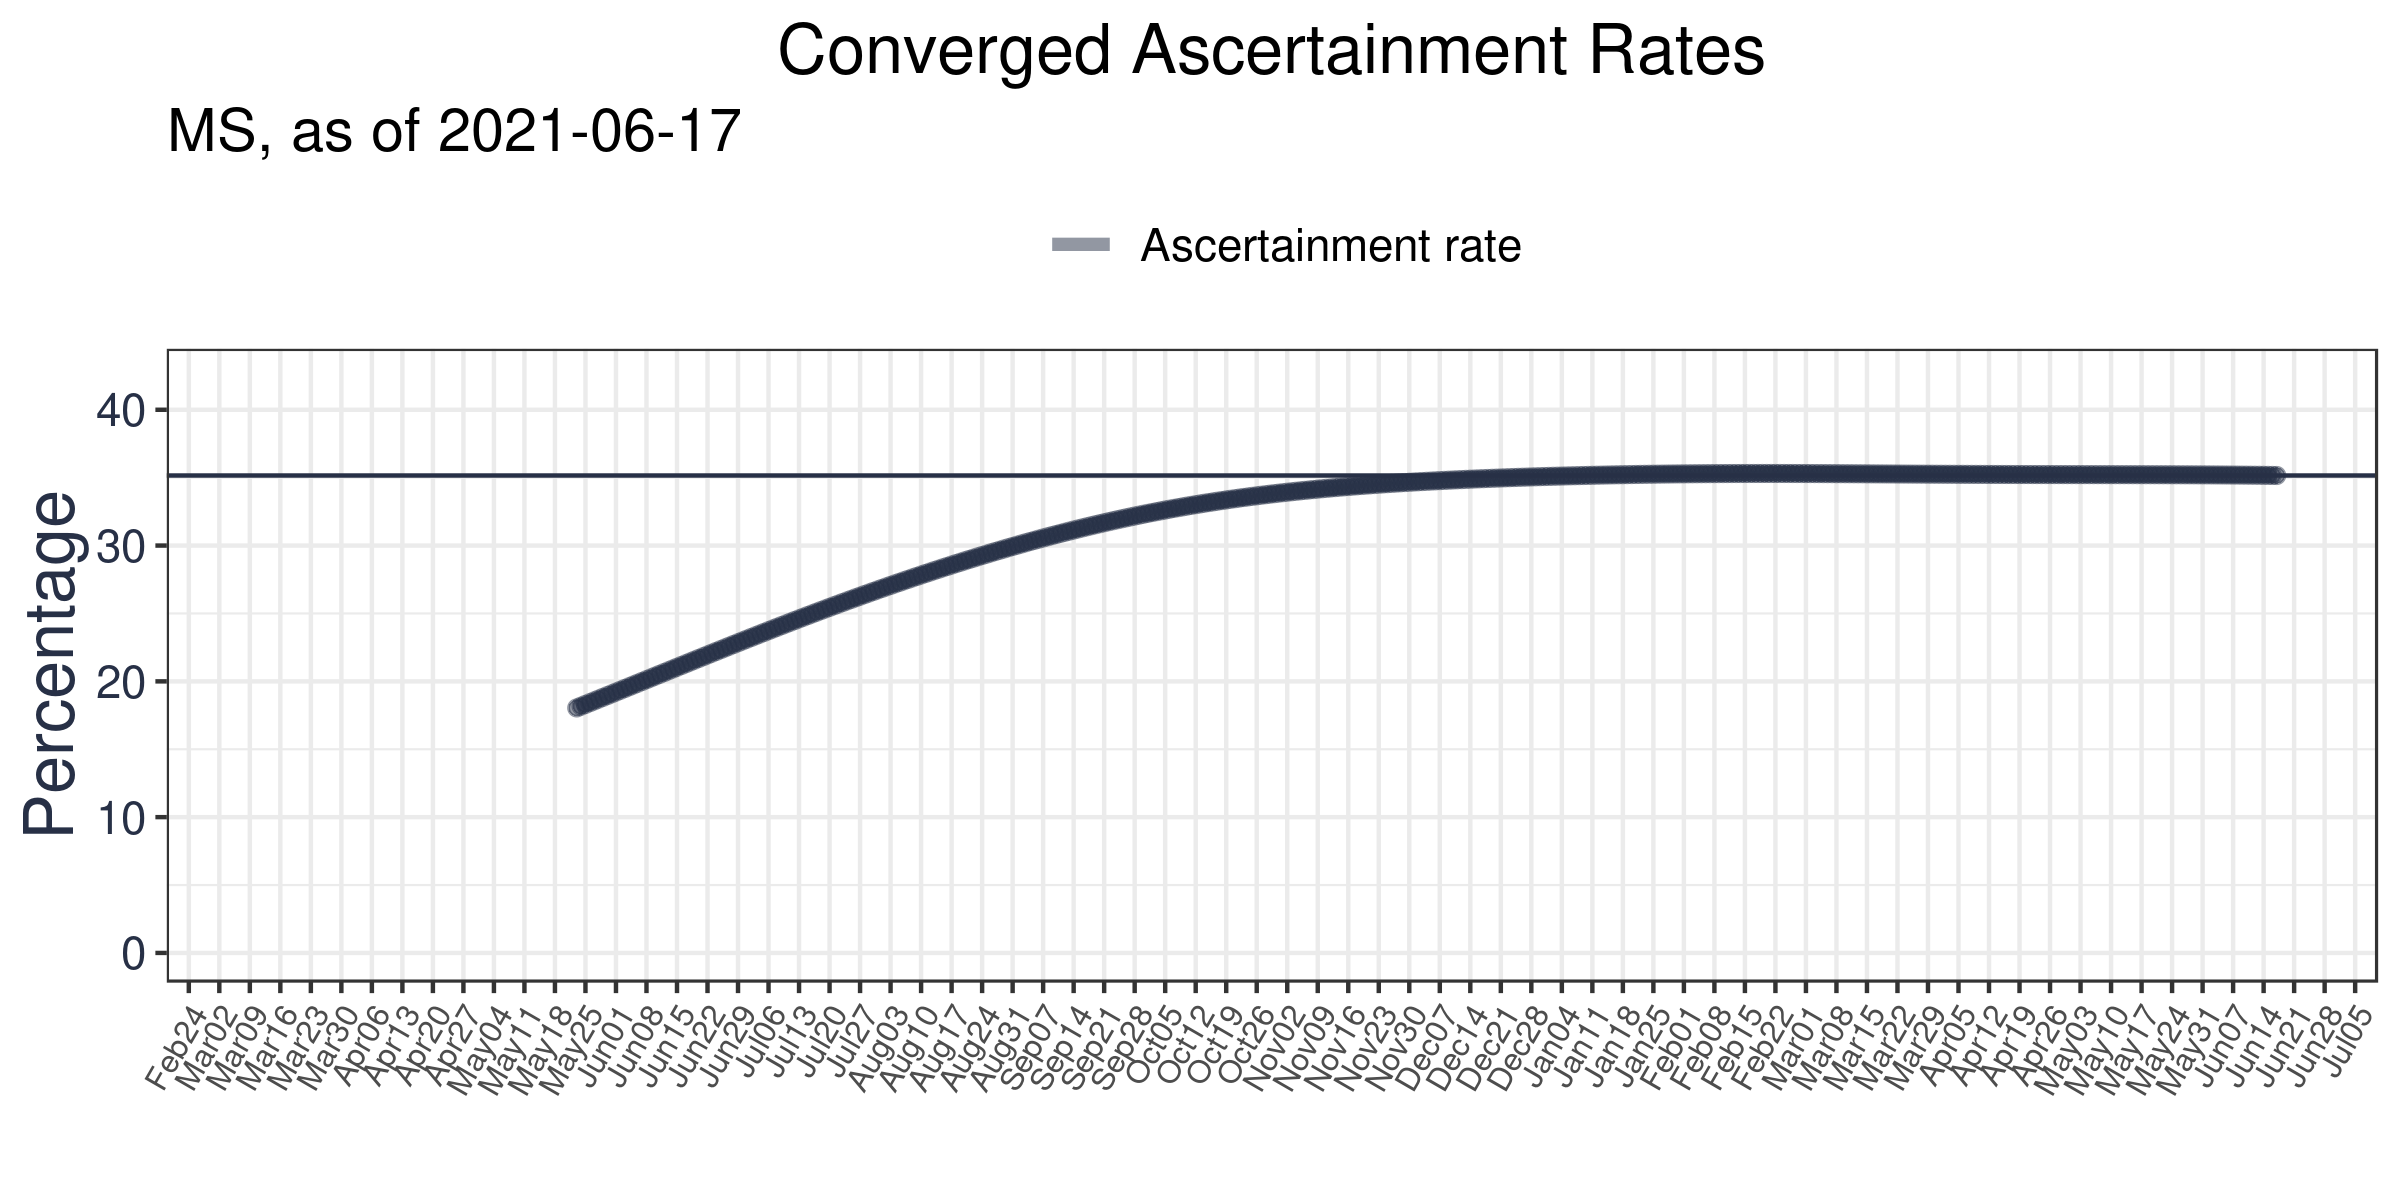 Converged Ascertainment Rates
MS, as of 2021-06-17
Ascertainment rate
Percentage
40
30
20
10
0
Feb24
Mar02
Mar09
Mar16
Mar23
Mar30
Apr06
Apr13
Apr20
Apr27
May04
May11
May18
May25
Jun01
Jun08
Jun15
Jun22
Jun29
Jul06
Jul13
Jul20
Jul27
Aug03
Aug10
Aug17
Aug24
Aug31
Sep07
Sep14
Sep21
Sep28
Oct05
Oct12
Oct19
Oct26
Nov02
Nov09
Nov16
Nov23
Nov30
Dec07
Dec14
Dec21
Dec28
Jan04
Jan11
Jan18
Jan25
Feb01
Feb08
Feb15
Feb22
Mar01
Mar08
Mar15
Mar22
Mar29
Apr05
Apr12
Apr19
Apr26
May03
May10
May17
May24
May31
Jun07
Jun14
Jun21
Jun28
Jul05